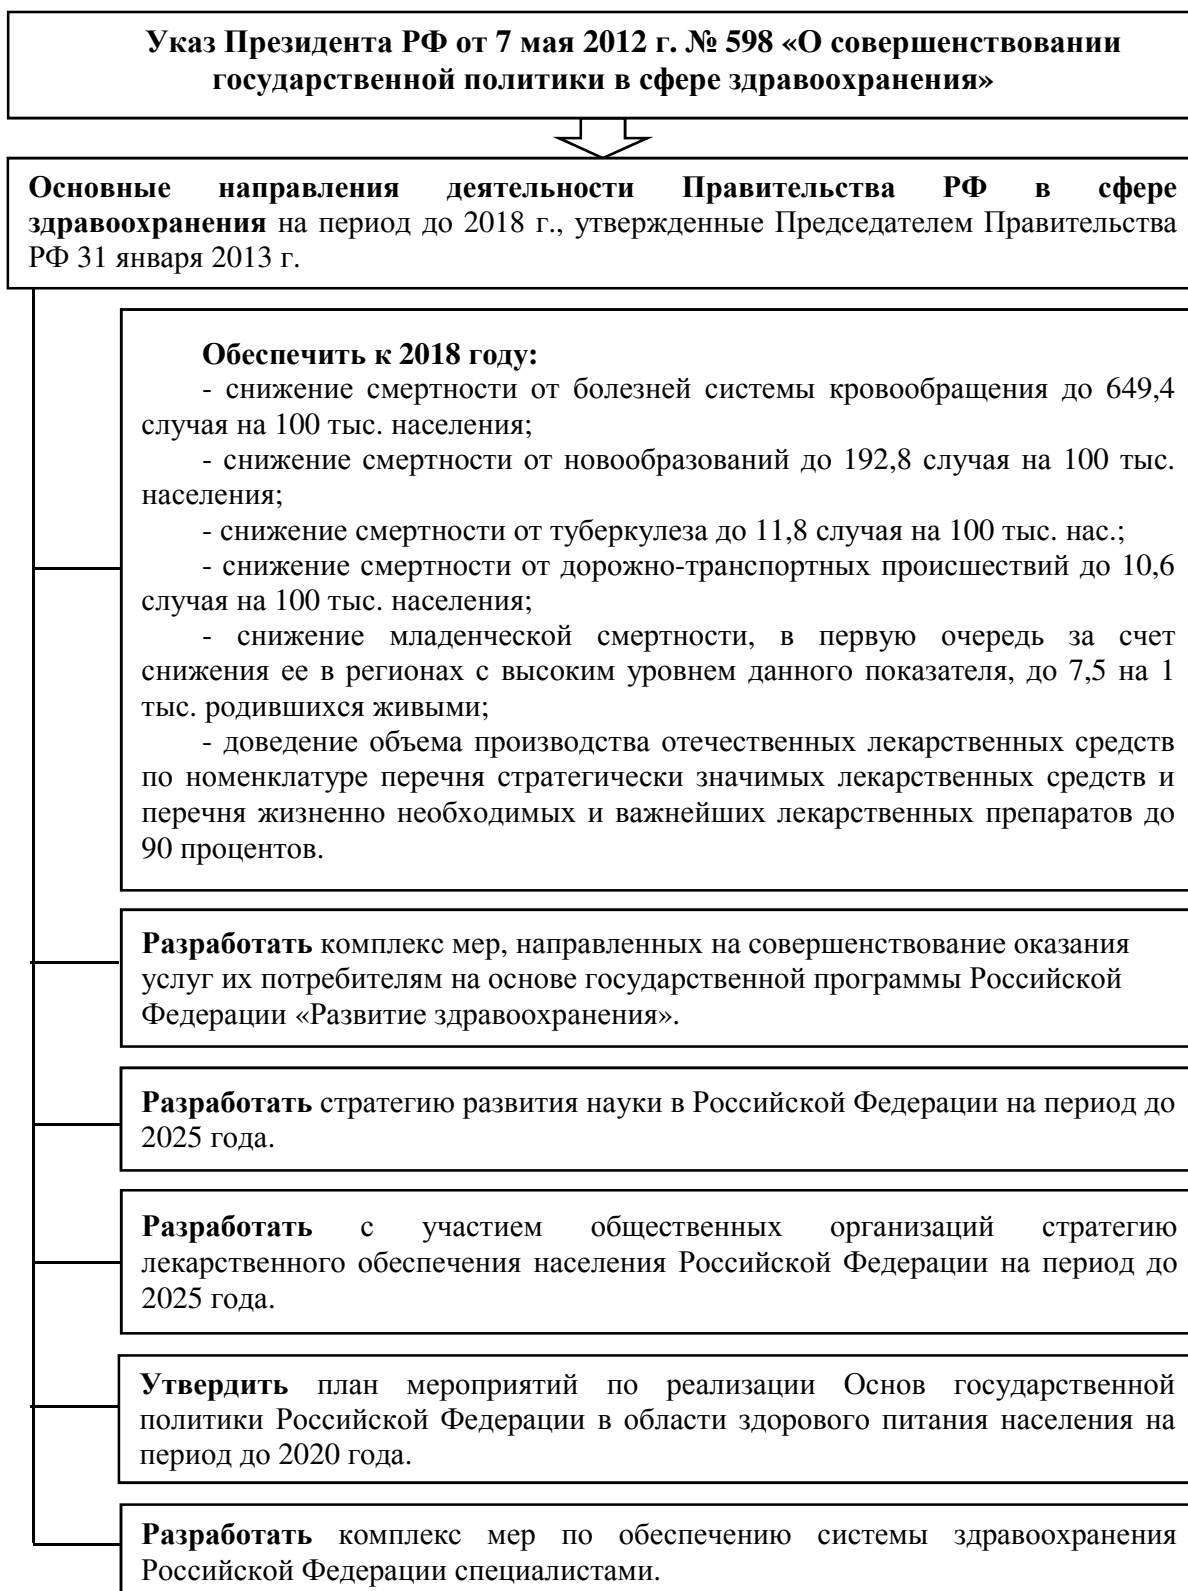 Указ Президента РФ от 7 мая 2012 г. № 598 «О совершенствовании
государственной политики в сфере здравоохранения»
Основные направления деятельности Правительства РФ в сфере
здравоохранения на период до 2018 г., утвержденные Председателем Правительства
РФ 31 января 2013 г.
Обеспечить к 2018 году:
- снижение смертности от болезней системы кровообращения до 649,4
случая на 100 тыс. населения;
- снижение смертности от новообразований до 192,8 случая на 100 тыс.
населения;
- снижение смертности от туберкулеза до 11,8 случая на 100 тыс. нас.;
- снижение смертности от дорожно-транспортных происшествий до 10,6
случая на 100 тыс. населения;
- снижение младенческой смертности, в первую очередь за счет
снижения ее в регионах с высоким уровнем данного показателя, до 7,5 на 1
тыс. родившихся живыми;
- доведение объема производства отечественных лекарственных средств
по номенклатуре перечня стратегически значимых лекарственных средств и
перечня жизненно необходимых и важнейших лекарственных препаратов до
90 процентов.
Разработать комплекс мер, направленных на совершенствование оказания
услуг их потребителям на основе государственной программы Российской
Федерации «Развитие здравоохранения».
Разработать стратегию развития науки в Российской Федерации на период до
2025 года.
Разработать с участием общественных организаций стратегию
лекарственного обеспечения населения Российской Федерации на период до
2025 года.
Утвердить план мероприятий по реализации Основ государственной
политики Российской Федерации в области здорового питания населения на
период до 2020 года.
Разработать комплекс мер по обеспечению системы здравоохранения
Российской Федерации специалистами.